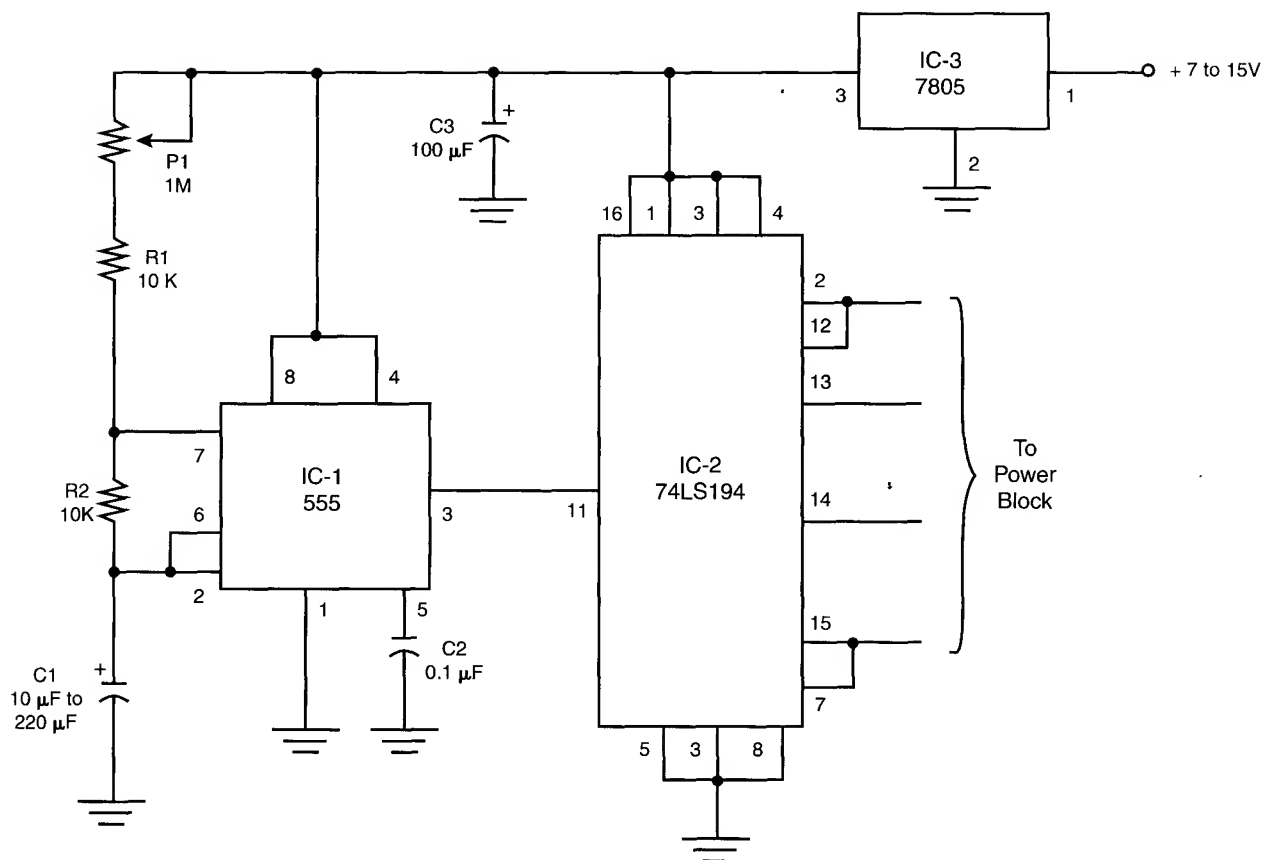 IC-3
7805
3
1
2
+ 7 to 15V
P1
1M
+
C3
100 µF
16
1
3
4
R1
10 K
2
12
13
14
15
7
8
4
7
R2
10K
6
2
IC-1
555
3
11
IC-2
74LS194
To
Power
Block
1
5
C2
0.1 µF
+
C1
10 µF to
220 µF
5
3
8